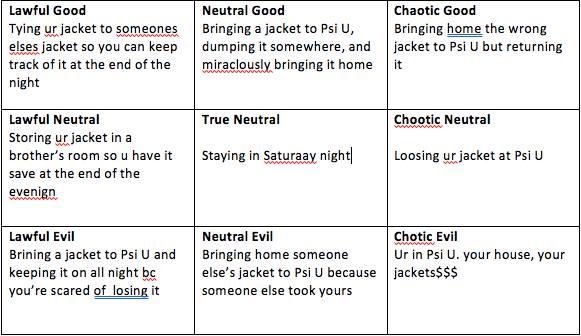 Lawful Good
Tying ur jacket to someones
elses jacket so you can keep
track of it at the end of the
night
Neutral Good
Bringing a jacket to Psi U,
dumping it somewhere, and
miraclously bringing it home
Chaotic Good
Bringing home the wrong
jacket to Psi U but returning
it
Lawful Neutral
Storing ur jacket in a
brother's room so u have it
save at the end of the
evenign
True Neutral
Staying in Saturaay night
Chootic Neutral
Loosing ur jacket at Psi U
Lawful Evil
Brining a jacket to Psi U and
keeping it on all night bc
you're scared of losing it
Neutral Evil
Bringing home someone
else's jacket to Psi U because
someone else took yours
Chotic Evil
Ur in Psi U. your house, your
jackets$$$